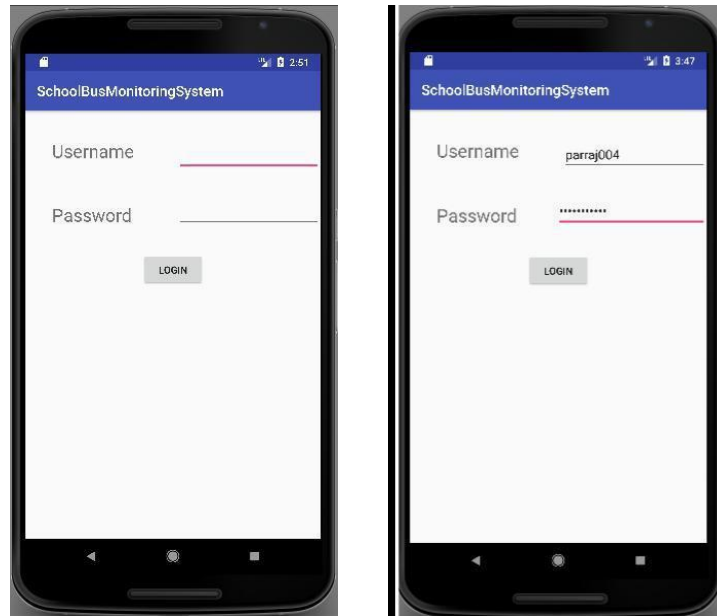 2:51
SchoolBusMonitoringSystem
Username
Password
LOGIN
3:47
SchoolBusMonitoringSystem
Username parraj004
Password •••••••••••
LOGIN